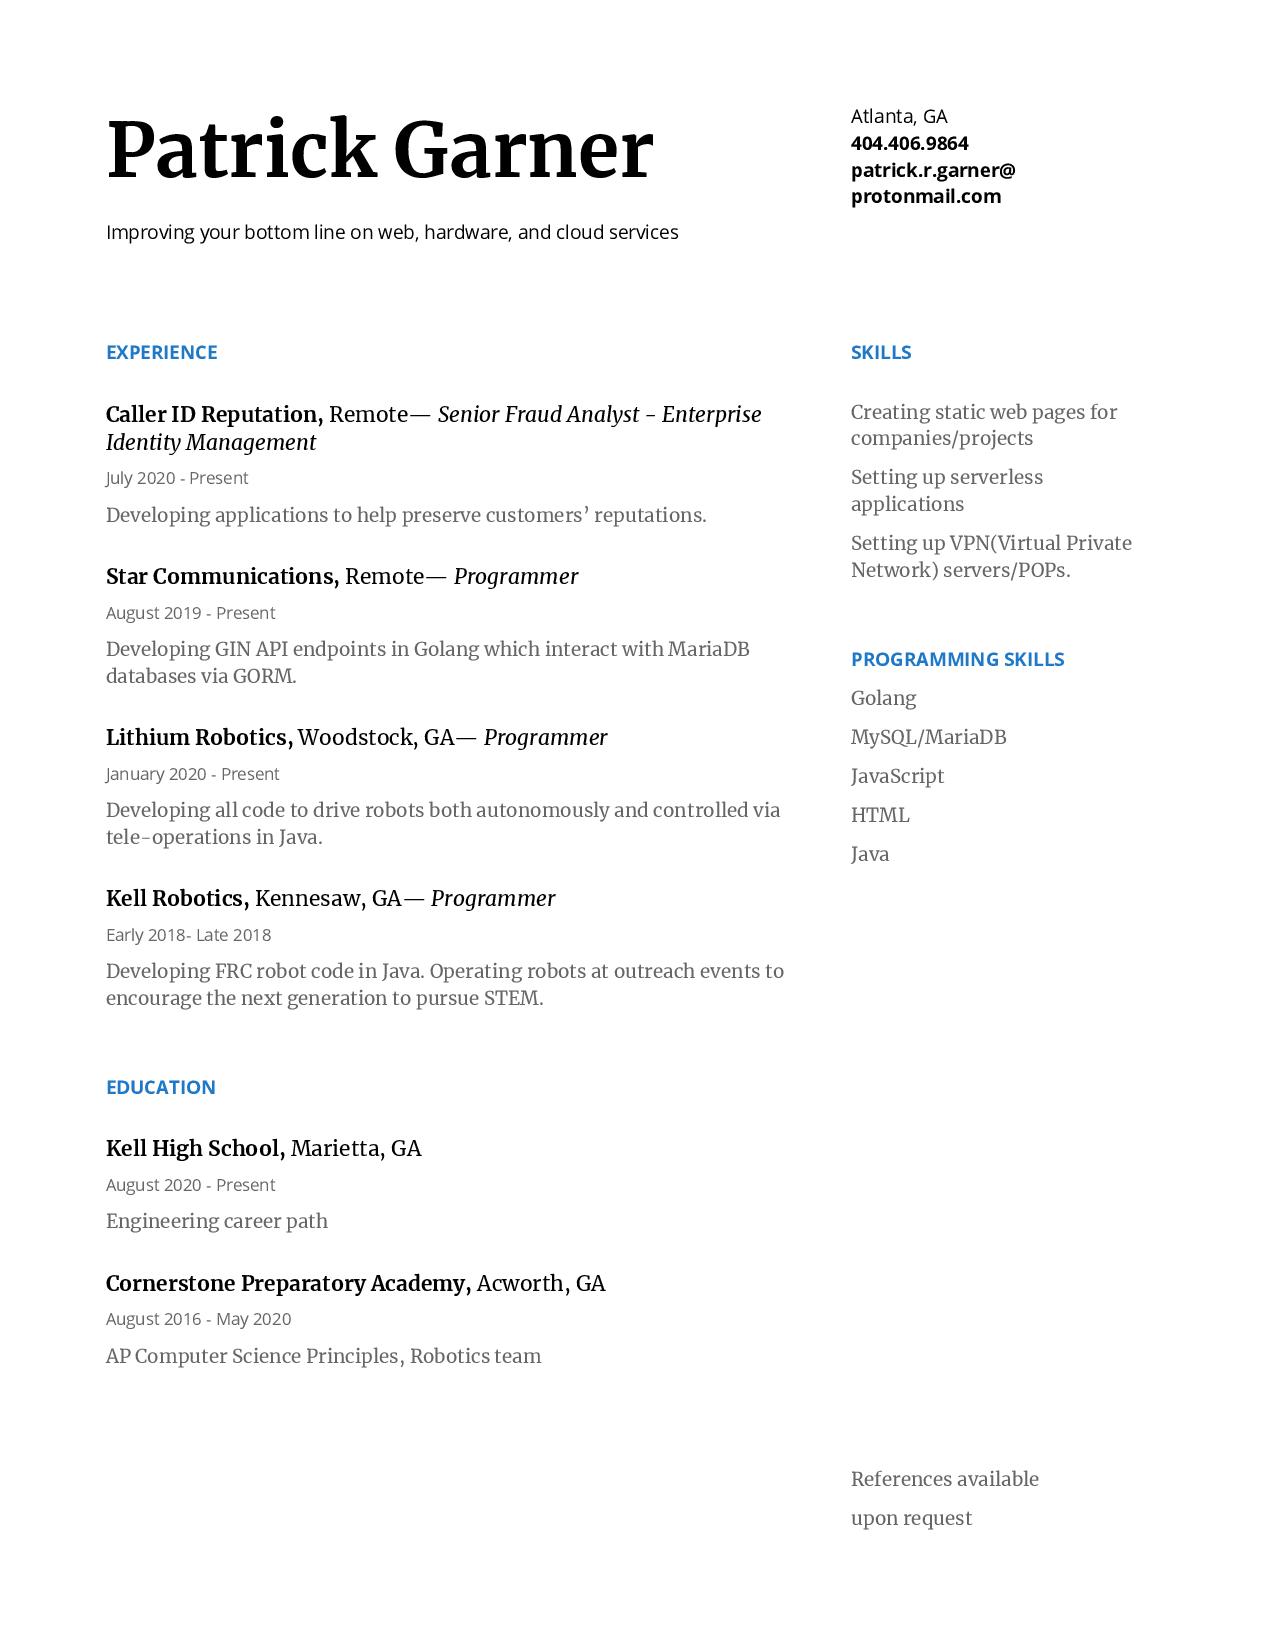 Patrick Garner
Improving your bottom line on web, hardware, and cloud services
Atlanta, GA
404.406.9864
patrick.r.garner@
protonmail.com
EXPERIENCE
Caller ID Reputation, Remote— Senior Fraud Analyst - Enterprise
Identity Management
July 2020 - Present
Developing applications to help preserve customers’ reputations.
Star Communications, Remote— Programmer
August 2019 - Present
Developing GIN API endpoints in Golang which interact with MariaDB
databases via GORM.
Lithium Robotics, Woodstock, GA— Programmer
January 2020 - Present
Developing all code to drive robots both autonomously and controlled via
tele-operations in Java.
Kell Robotics, Kennesaw, GA— Programmer
Early 2018- Late 2018
Developing FRC robot code in Java. Operating robots at outreach events to
encourage the next generation to pursue STEM.
EDUCATION
Kell High School, Marietta, GA
August 2020 - Present
Engineering career path
Cornerstone Preparatory Academy, Acworth, GA
August 2016 - May 2020
AP Computer Science Principles, Robotics team
SKILLS
Creating static web pages for
companies/projects
Setting up serverless
applications
Setting up VPN(Virtual Private
Network) servers/POPs.
PROGRAMMING SKILLS
Golang
MySQL/MariaDB
JavaScript
HTML
Java
References available
upon request